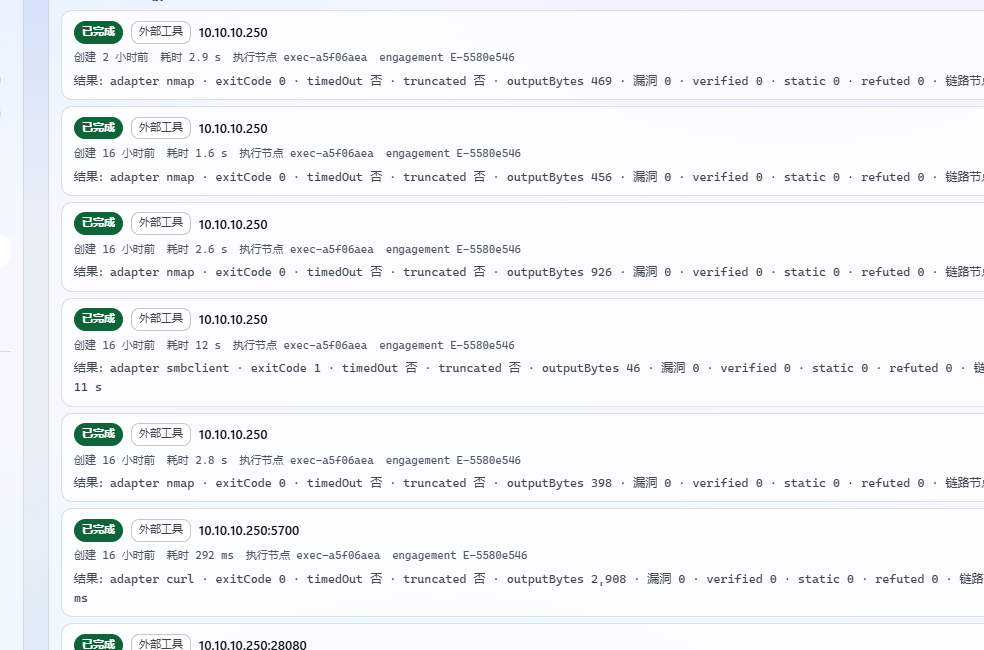 已完成 外部工具 10.10.10.250
创建 2 小时前 耗时 2.9 s 执行节点 exec-a5f06aea engagement E-5580e546
结果: adapter nmap · exitCode 0 · timedOut 否 · truncated 否 · outputBytes 469 · 漏洞 0 · verified 0 · static 0 · refuted 0 · 链路节
已完成 外部工具 10.10.10.250
创建 16 小时前 耗时 1.6 s 执行节点 exec-a5f06aea engagement E-5580e546
结果: adapter nmap · exitCode 0 · timedOut 否 · truncated 否 · outputBytes 456 · 漏洞 0 · verified 0 · static 0 · refuted 0 · 链路节
已完成 外部工具 10.10.10.250
创建 16 小时前 耗时 2.6 s 执行节点 exec-a5f06aea engagement E-5580e546
结果: adapter nmap · exitCode 0 · timedOut 否 · truncated 否 · outputBytes 926 · 漏洞 0 · verified 0 · static 0 · refuted 0 · 链路节
已完成 外部工具 10.10.10.250
创建 16 小时前 耗时 12 s 执行节点 exec-a5f06aea engagement E-5580e546
结果: adapter smbclient · exitCode 1 · timedOut 否 · truncated 否 · outputBytes 46 · 漏洞 0 · verified 0 · static 0 · refuted 0 · 链
11 s
已完成 外部工具 10.10.10.250
创建 16 小时前 耗时 2.8 s 执行节点 exec-a5f06aea engagement E-5580e546
结果: adapter nmap · exitCode 0 · timedOut 否 · truncated 否 · outputBytes 398 · 漏洞 0 · verified 0 · static 0 · refuted 0 · 链路节
已完成 外部工具 10.10.10.250:5700
创建 16 小时前 耗时 292 ms 执行节点 exec-a5f06aea engagement E-5580e546
结果: adapter curl · exitCode 0 · timedOut 否 · truncated 否 · outputBytes 2,908 · 漏洞 0 · verified 0 · static 0 · refuted 0 · 链路
ms
已完成 外部工具 10.10.10.250:28080